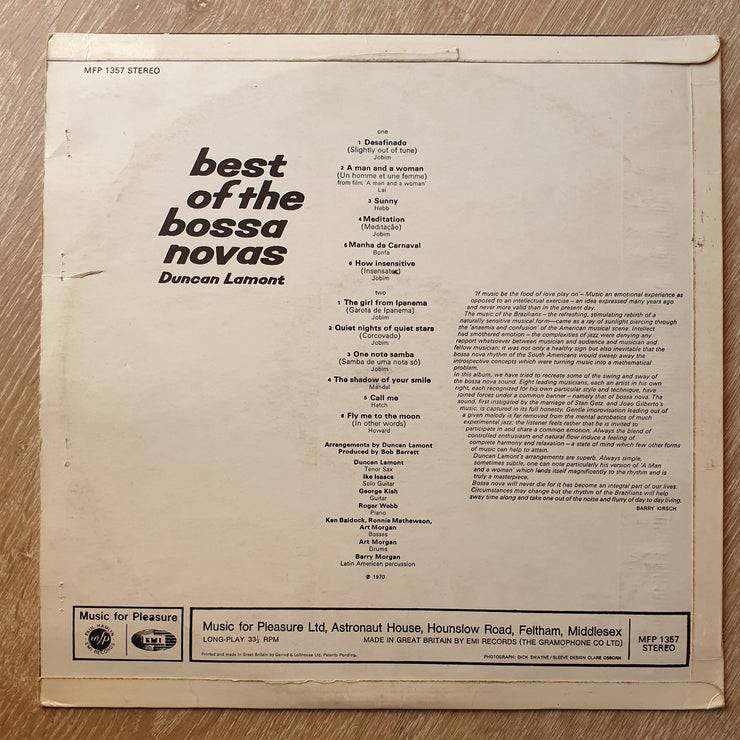 MFP 1357 STEREO
best
of the
bossa
novas
Duncan Lamont
one
1 Desafinado
(Slightly out of tune)
Jobim
2 A man and a woman
(Un homme et une femme)
from film 'A man and a woman'
Lai
3 Sunny
Hebb
4 Meditation
(Meditação)
Jobim
5 Manha de Carnaval
Bonfa
6 How insensitive
(Insensatez)
Jobim
two
1 The girl from Ipanema
(Garota de Ipanema)
Jobim
2 Quiet nights of quiet stars
(Corcovado)
Jobim
3 One note samba
(Samba de uma nota só)
Jobim
4 The shadow of your smile
Mandel
5 Call me
Hatch
6 Fly me to the moon
(In other words)
Howard
Arrangements by Duncan Lamont
Produced by Bob Barrett
Duncan Lamont
Tenor Sax
Ike Isaacs
Solo Guitar
George Kish
Guitar
Roger Webb
Piano
Ken Baldock, Ronnie Mathewson,
Art Morgan
Basses
Art Morgan
Drums
Barry Morgan
Latin American percussion
℗ 1970
'If music be the food of love play on'– Music an emotional experience as
opposed to an intellectual exercise – an idea expressed many years ago
and never more valid than in the present day.
The music of the Brazilians – the refreshing, stimulating rebirth of a
naturally sensitive musical form—came as a ray of sunlight piercing through
the 'anaemia and confusion' of the American musical scene. Intellect
had smothered emotion – the complexities of jazz were denying any
rapport whatsoever between musician and audience and musician and
fellow musician; it was not only a healthy sign but also inevitable that the
bossa nova rhythm of the South Americans would sweep away the
introspective concepts which were turning music into a mathematical
problem.
In this album, we have tried to recreate some of the swing and sway of
the bossa nova sound. Eight leading musicians, each an artist in his own
right, each recognized for his own particular style and technique, have
joined forces under a common banner – namely that of bossa nova. The
sound, first instigated by the marriage of Stan Getz and Joao Gilberto's
music, is captured in its full honesty. Gentle improvisation leading out of
a given melody is far removed from the mental acrobatics of much
experimental jazz; the listener feels rather that he is invited to
participate in and share a common emotion. Always the blend of
controlled enthusiasm and natural flow induce a feeling of
complete harmony and relaxation – a state of mind which few other forms
of music can help to attain.
Duncan Lamont's arrangements are superb. Always simple,
sometimes subtle, one can note particularly his version of 'A Man
and a woman' which lends itself magnificently to the rhythm and is
truly a masterpiece.
Bossa nova will never die for it has become an integral part of our lives.
Circumstances may change but the rhythm of the Brazilians will help
away time along and take one out of the noise and flurry of day to day living.
BARRY KIRSCH
Music for Pleasure
PAUL HAMLYN
mfp
EMI RECORDS
EMI
Music for Pleasure Ltd, Astronaut House, Hounslow Road, Feltham, Middlesex
LONG-PLAY 33⅓ RPM
MADE IN GREAT BRITAIN BY EMI RECORDS (THE GRAMOPHONE CO LTD)
Printed and made in Great Britain by Garrod & Lofthouse Ltd. Patents Pending.
PHOTOGRAPH: DICK SWAYNE/SLEEVE DESIGN CLARE OSBORN
MFP 1357
STEREO